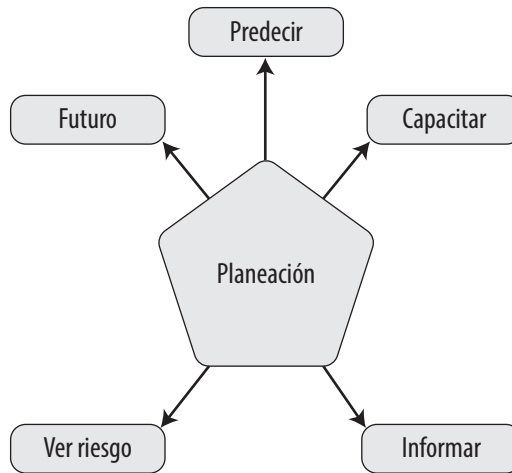 Predecir
Futuro
Capacitar
Planeación
Ver riesgo
Informar